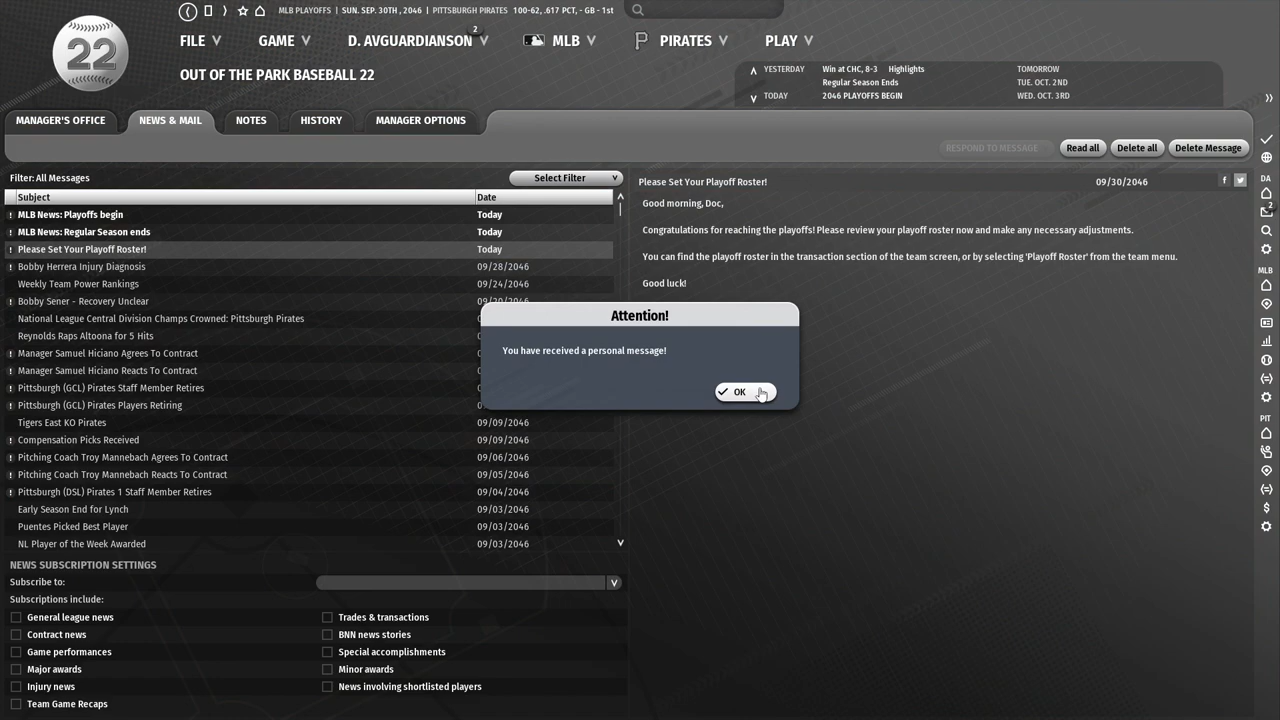 MLB PLAYOFFS | SUN. SEP. 30TH , 2046 | PITTSBURGH PIRATES 100-62, .617 PCT, - GB - 1st
22
FILE GAME D. AVGUARDIANSON 2 MLB P PIRATES PLAY
OUT OF THE PARK BASEBALL 22
YESTERDAY Win at CHC, 8-3 Highlights TOMORROW
Regular Season Ends TUE. OCT. 2ND
TODAY 2046 PLAYOFFS BEGIN WED. OCT. 3RD
MANAGER'S OFFICE NEWS & MAIL NOTES HISTORY MANAGER OPTIONS
RESPOND TO MESSAGE Read all Delete all Delete Message
Filter: All Messages Select Filter
Subject Date
MLB News: Playoffs begin Today
MLB News: Regular Season ends Today
Please Set Your Playoff Roster! Today
Bobby Herrera Injury Diagnosis 09/28/2046
Weekly Team Power Rankings 09/24/2046
Bobby Sener - Recovery Unclear 09/20/2046
National League Central Division Champs Crowned: Pittsburgh Pirates
Reynolds Raps Altoona for 5 Hits
Manager Samuel Hiciano Agrees To Contract
Manager Samuel Hiciano Reacts To Contract
Pittsburgh (GCL) Pirates Staff Member Retires
Pittsburgh (GCL) Pirates Players Retiring
Tigers East KO Pirates 09/09/2046
Compensation Picks Received 09/09/2046
Pitching Coach Troy Mannebach Agrees To Contract 09/06/2046
Pitching Coach Troy Mannebach Reacts To Contract 09/05/2046
Pittsburgh (DSL) Pirates 1 Staff Member Retires 09/04/2046
Early Season End for Lynch 09/03/2046
Puentes Picked Best Player 09/03/2046
NL Player of the Week Awarded 09/03/2046
Please Set Your Playoff Roster! 09/30/2046
Good morning, Doc,
Congratulations for reaching the playoffs! Please review your playoff roster now and make any necessary adjustments.
You can find the playoff roster in the transaction section of the team screen, or by selecting 'Playoff Roster' from the team menu.
Good luck!
Attention!
You have received a personal message!
OK
NEWS SUBSCRIPTION SETTINGS
Subscribe to:
Subscriptions include:
General league news Trades & transactions
Contract news BNN news stories
Game performances Special accomplishments
Major awards Minor awards
Injury news News involving shortlisted players
Team Game Recaps
DA
2
MLB
PIT